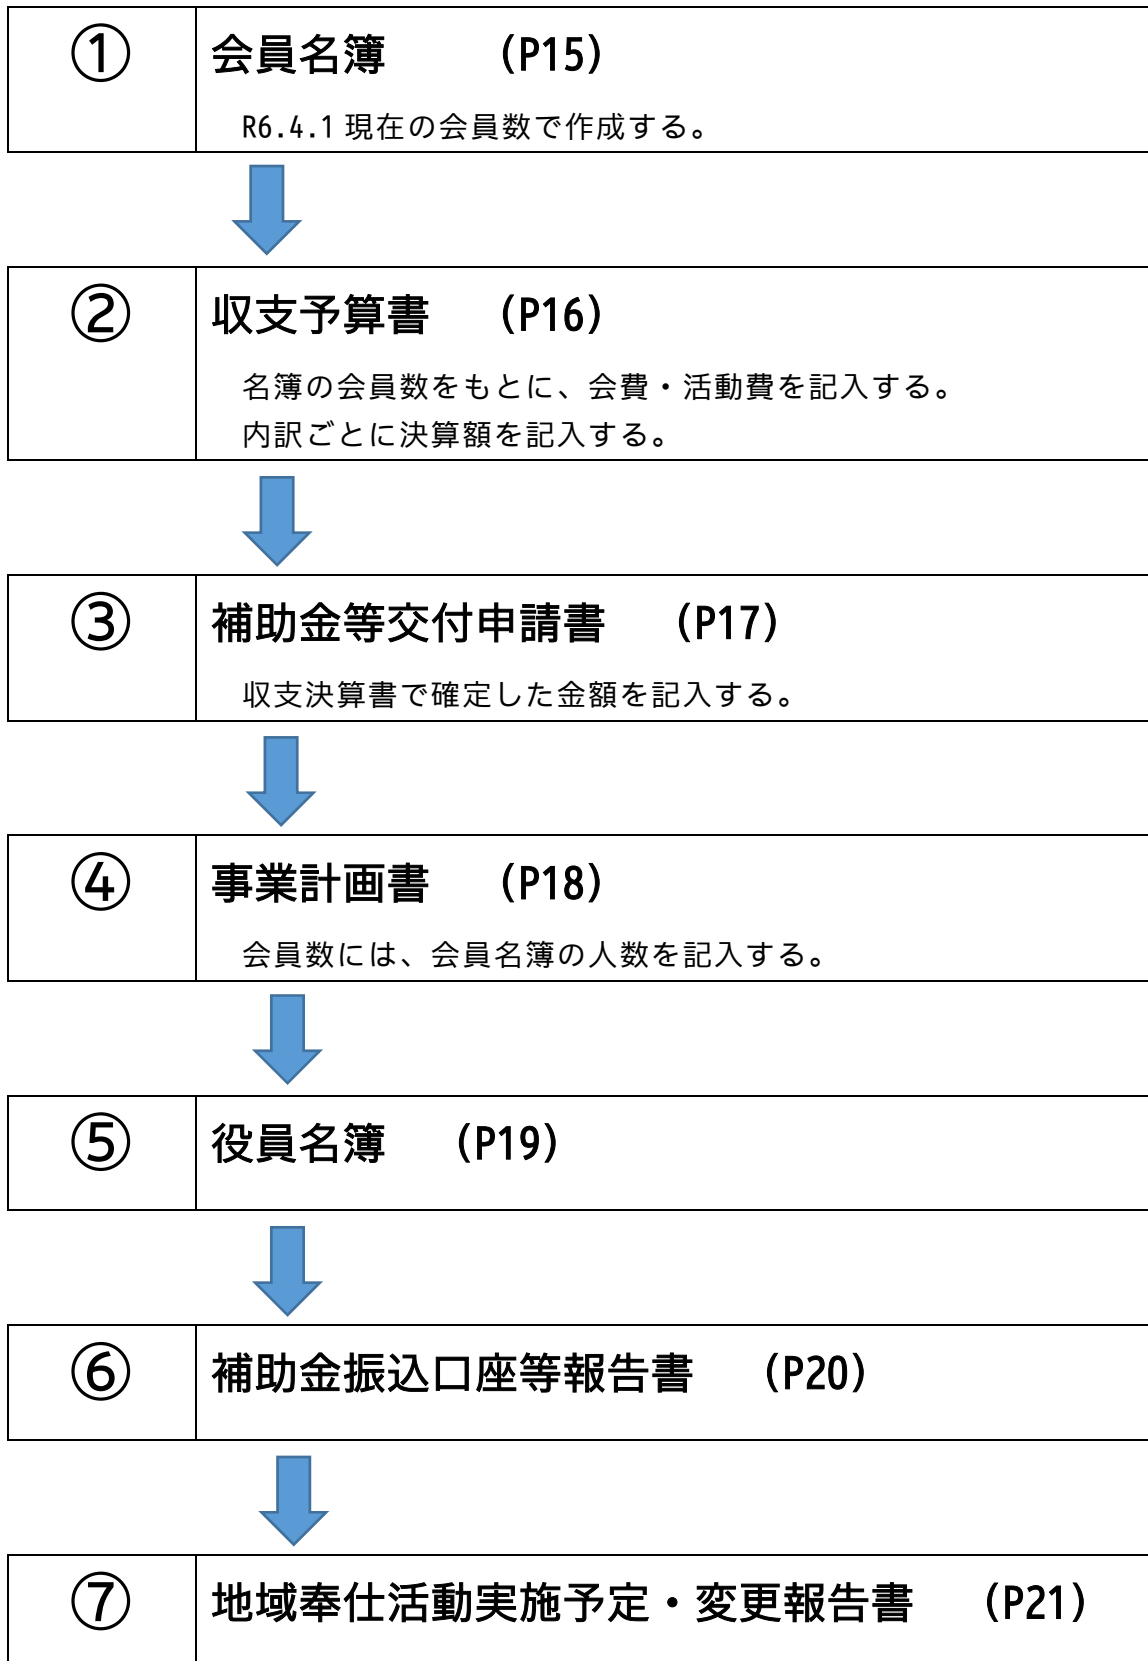 ① 会員名簿 （P15）
R6.4.1 現在の会員数で作成する。
② 収支予算書 （P16）
名簿の会員数をもとに、会費・活動費を記入する。
内訳ごとに決算額を記入する。
③ 補助金等交付申請書 （P17）
収支決算書で確定した金額を記入する。
④ 事業計画書 （P18）
会員数には、会員名簿の人数を記入する。
⑤ 役員名簿 （P19）
⑥ 補助金振込口座等報告書 （P20）
⑦ 地域奉仕活動実施予定・変更報告書 （P21）